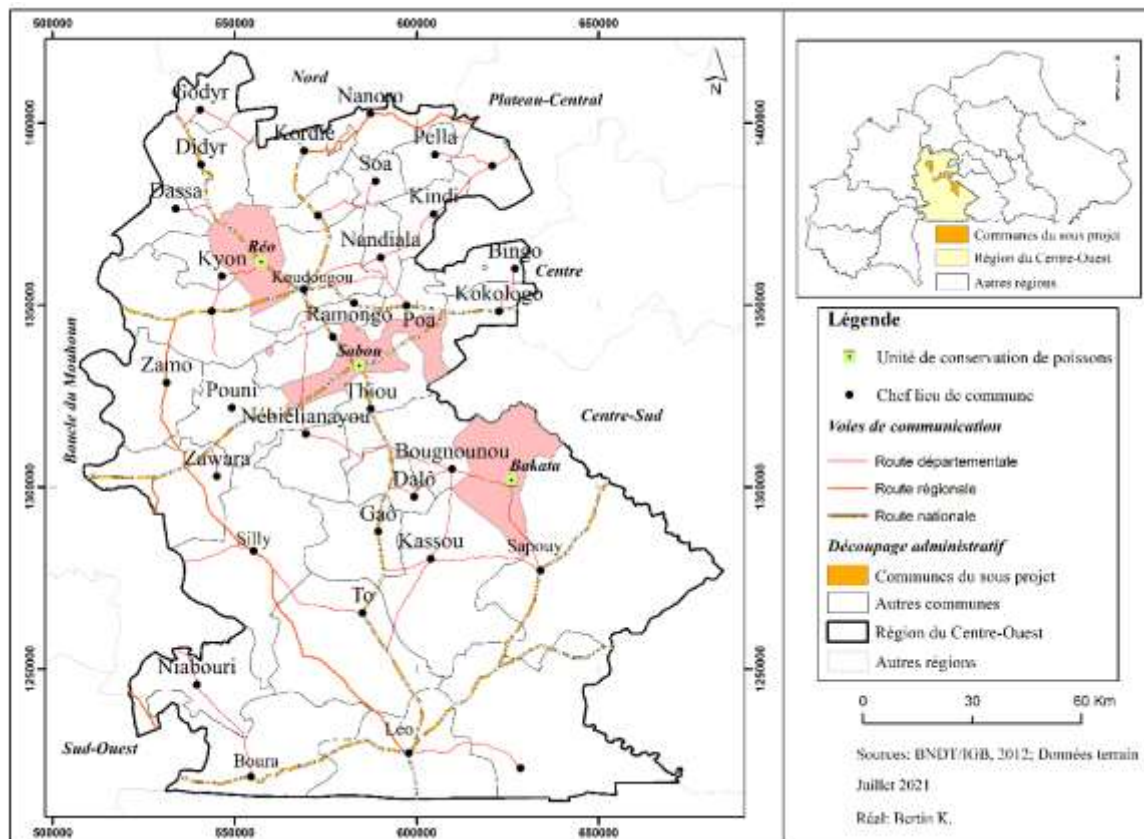 500000 550000 600000 650000
1400000
1350000
1300000
1250000
Nord
Plateau-Central
Godyr
Nanoro
Kordié
Didyr
Pella
Soa
Dassa
Kindi
Réo
Nandiala
Kyon
Bingo
Centre
Koudougou
Kokologo
Ramongo
Poa
Sabou
Boucle du Mouhoun
Zamo
Thiou
Pouni
Nébiélianayou
Centre-Sud
Bougnounou
Bakata
Zawara
Dalô
Gao
Kassou
Silly
Sapouy
To
Niabouri
Léo
Sud-Ouest
Boura
500000 550000 600000 650000
1400000
1350000
1300000
1250000
N
Communes du sous projet
Région du Centre-Ouest
Autres régions
Légende
Unité de conservation de poissons
Chef lieu de commune
Voies de communication
Route départementale
Route régionale
Route nationale
Découpage administratif
Communes du sous projet
Autres communes
Région du Centre-Ouest
Autres régions
0 30 60 Km
Sources: BNDT/IGB, 2012; Données terrain
Juillet 2021
Réal: Bertin K.